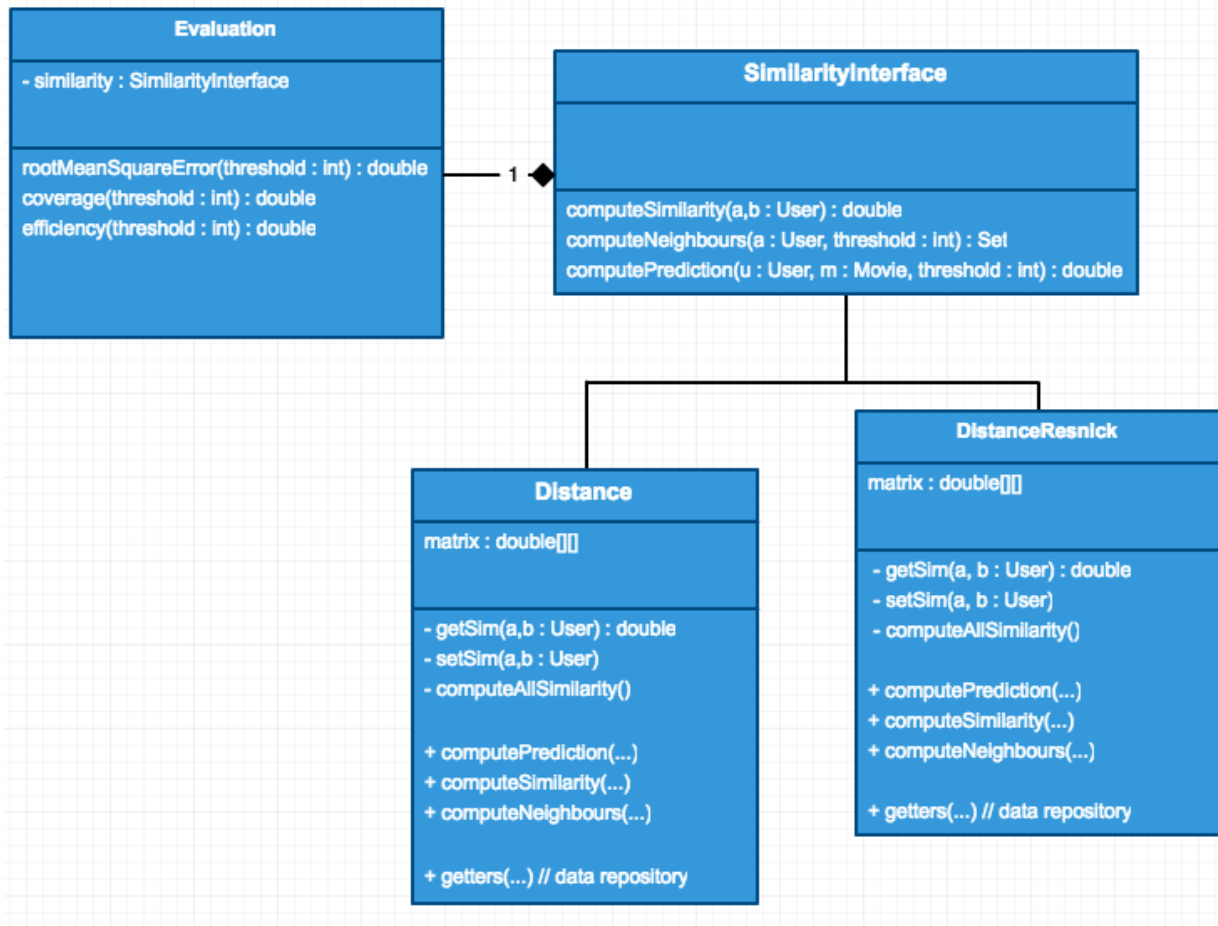 Evaluation
- similarity : SimilarityInterface
rootMeanSquareError(threshold : int) : double
coverage(threshold : int) : double
efficiency(threshold : int) : double
1
SimilarityInterface
computeSimilarity(a,b : User) : double
computeNeighbours(a : User, threshold : int) : Set
computePrediction(u : User, m : Movie, threshold : int) : double
Distance
matrix : double[][]
- getSim(a,b : User) : double
- setSim(a,b : User)
- computeAllSimilarity()
+ computePrediction(...)
+ computeSimilarity(...)
+ computeNeighbours(...)
+ getters(...) // data repository
DistanceResnick
matrix : double[][]
- getSim(a, b : User) : double
- setSim(a, b : User)
- computeAllSimilarity()
+ computePrediction(...)
+ computeSimilarity(...)
+ computeNeighbours(...)
+ getters(...) // data repository